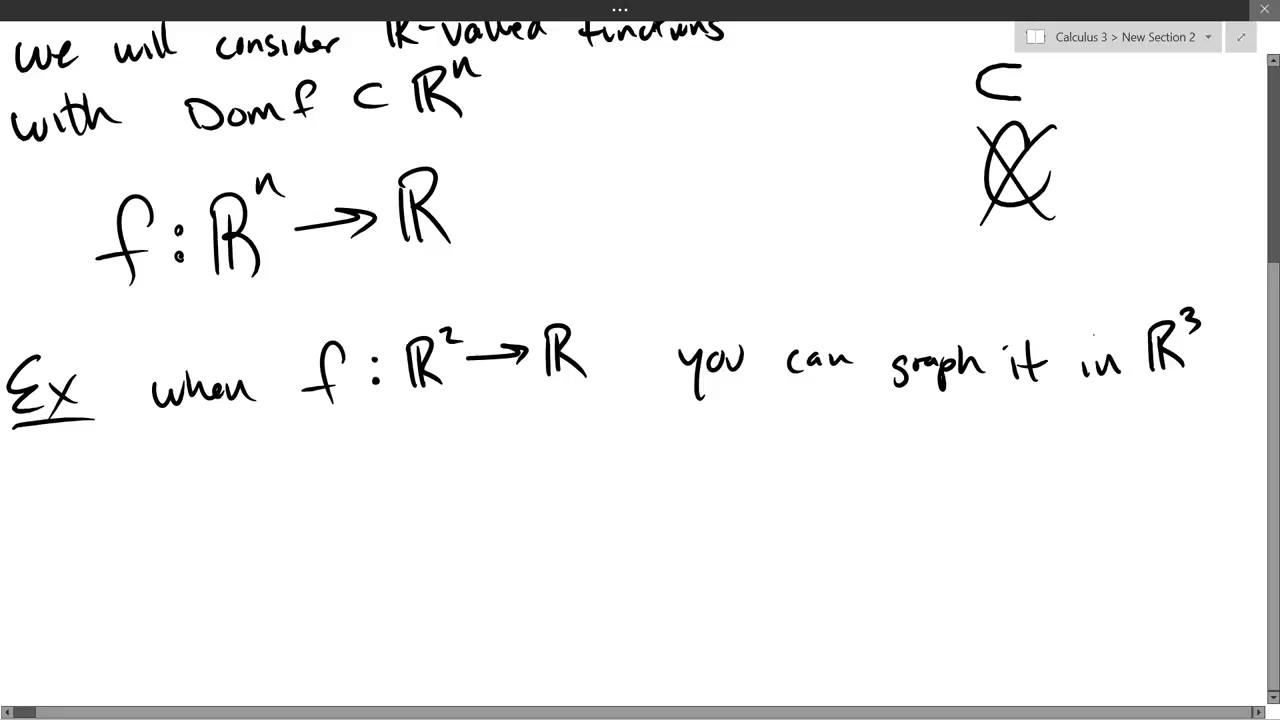 …
Calculus 3 > New Section 2
we will consider ℝ-valued functions
with Dom f ⊂ ℝⁿ
⊂
f : ℝⁿ → ℝ
Ex when f : ℝ² → ℝ you can graph it in ℝ³